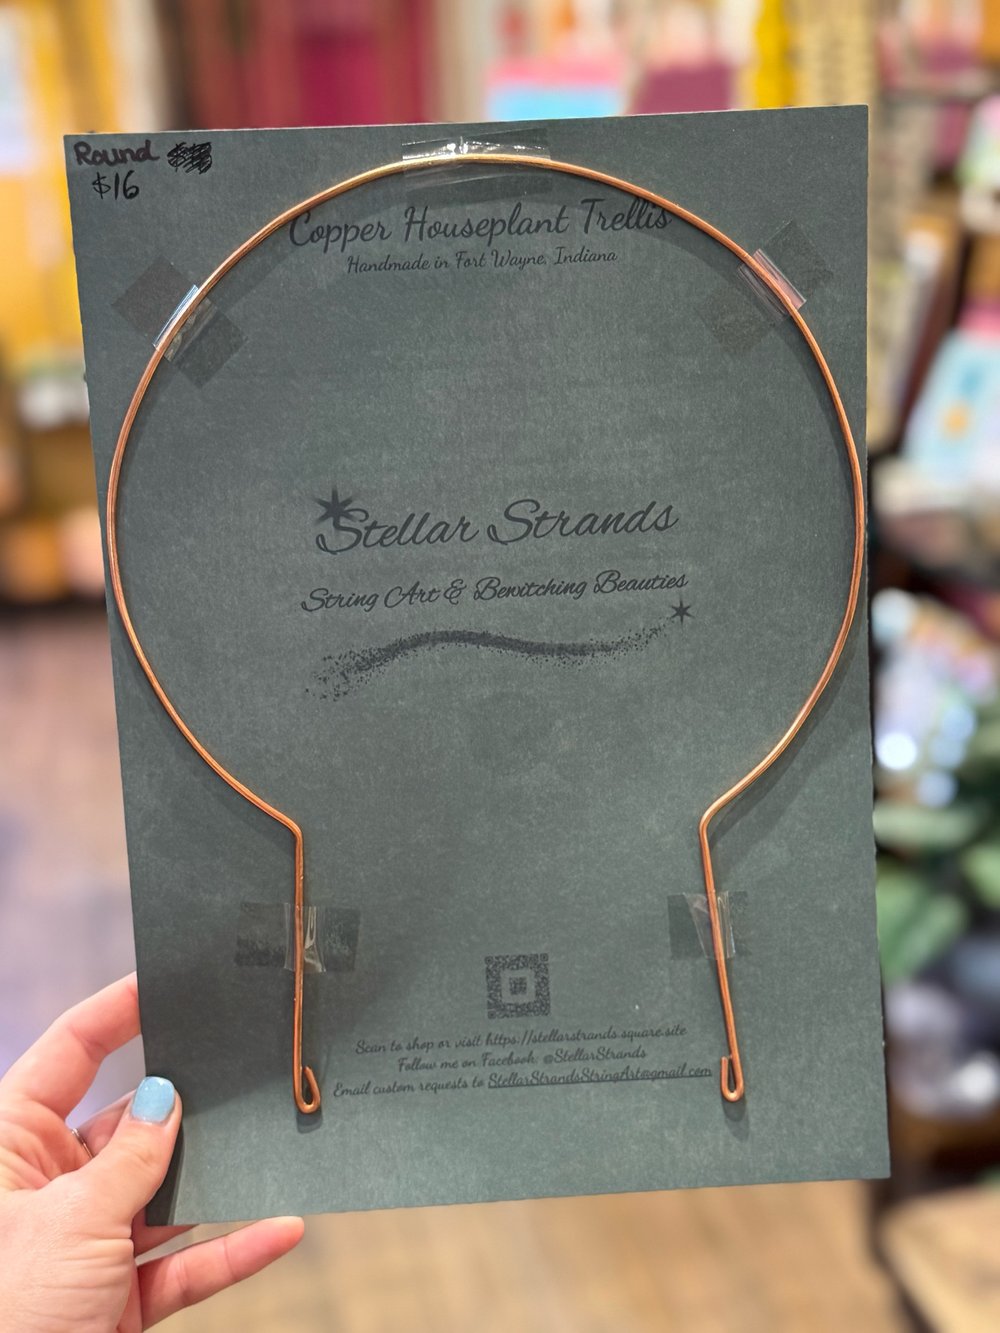 Round
$16
Copper Houseplant Trellis
Handmade in Fort Wayne, Indiana
Stellar Strands
String Art & Bewitching Beauties
Scan to shop or visit https://stellarstrands.square.site
Follow me on Facebook: @StellarStrands
Email custom requests to StellarStrandsStringArt@gmail.com